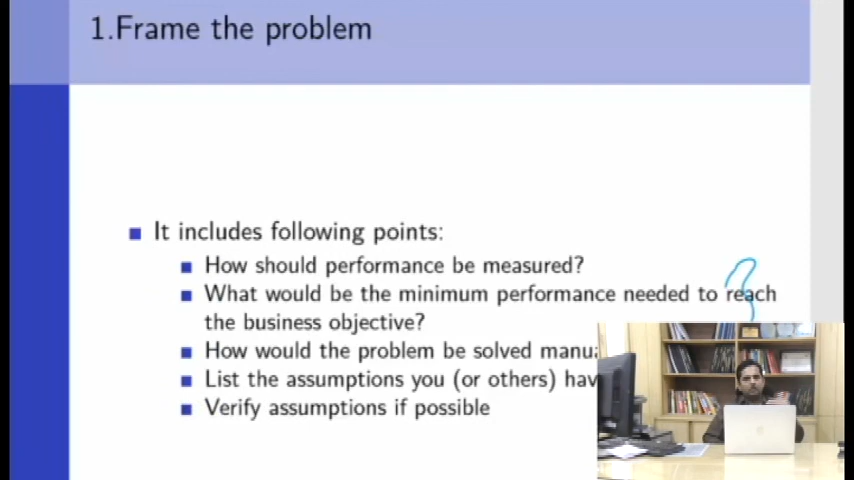 1.Frame the problem
It includes following points:
How should performance be measured?
What would be the minimum performance needed to reach
the business objective?
How would the problem be solved
List the assumptions you (or others)
Verify assumptions if possible